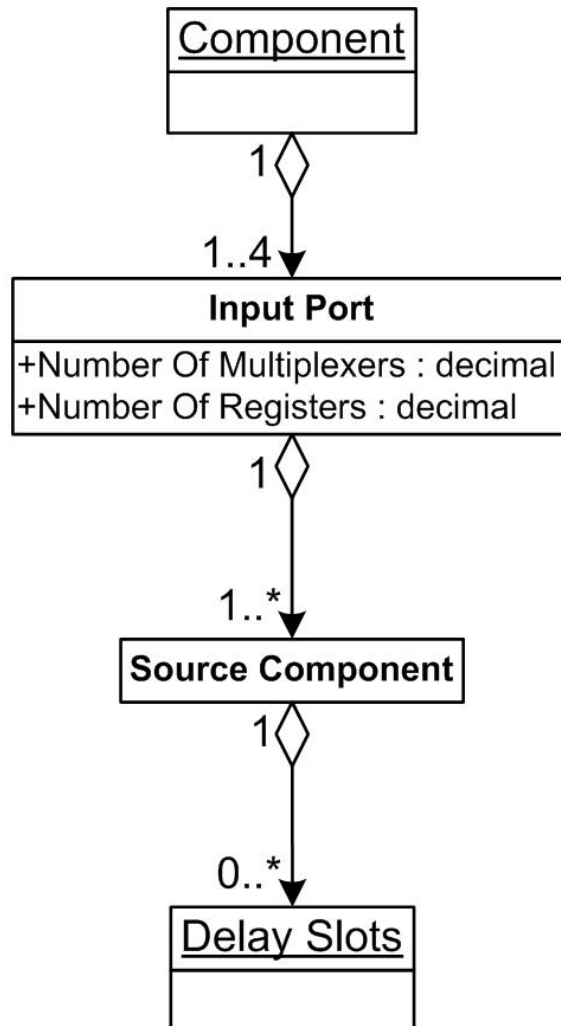 Component
1
1..4
Input Port
+Number Of Multiplexers : decimal
+Number Of Registers : decimal
1
1..*
Source Component
1
0..*
Delay Slots